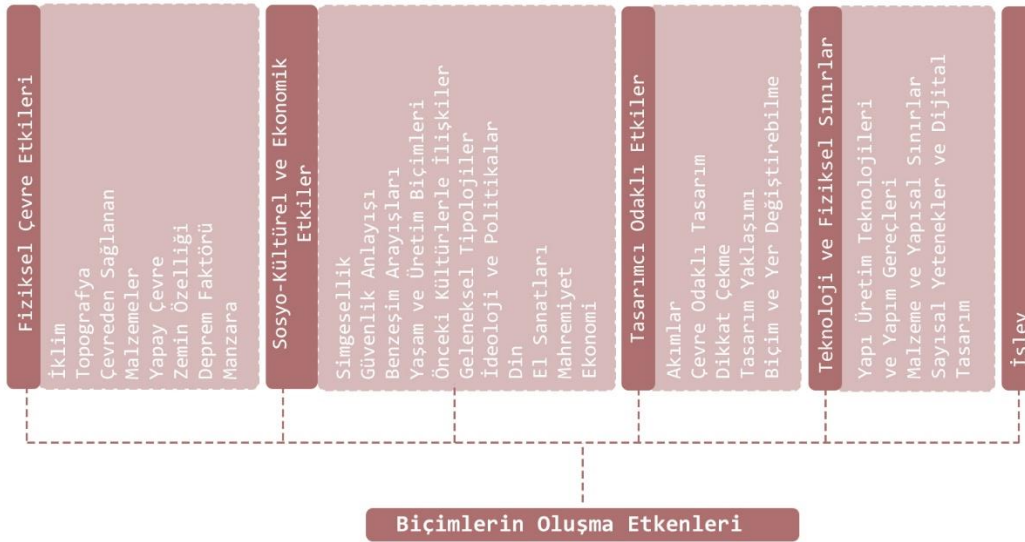 Fiziksel Çevre Etkileri
İklim
Topografya
Çevreden Sağlanan
Malzemeler
Yapay Çevre
Zemin Özelliği
Deprem Faktörü
Manzara
Sosyo-Kültürel ve Ekonomik
Etkiler
Simgesellik
Güvenlik Anlayışı
Benzeşim Arayışları
Yaşam ve Üretim Biçimleri
Önceki Kültürlerle İlişkiler
Geleneksel Tipolojiler
İdeoloji ve Politikalar
Din
El Sanatları
Mahremiyet
Ekonomi
Tasarımcı Odaklı Etkiler
Akımlar
Çevre Odaklı Tasarım
Dikkat Çekme
Tasarım Yaklaşımı
Biçim ve Yer Değiştirebilme
Teknoloji ve Fiziksel Sınırlar
Yapı Üretim Teknolojileri
ve Yapım Gereçleri
Malzeme ve Yapısal Sınırlar
Sayısal Yetenekler ve Dijital
Tasarım
İşlev
Biçimlerin Oluşma Etkenleri